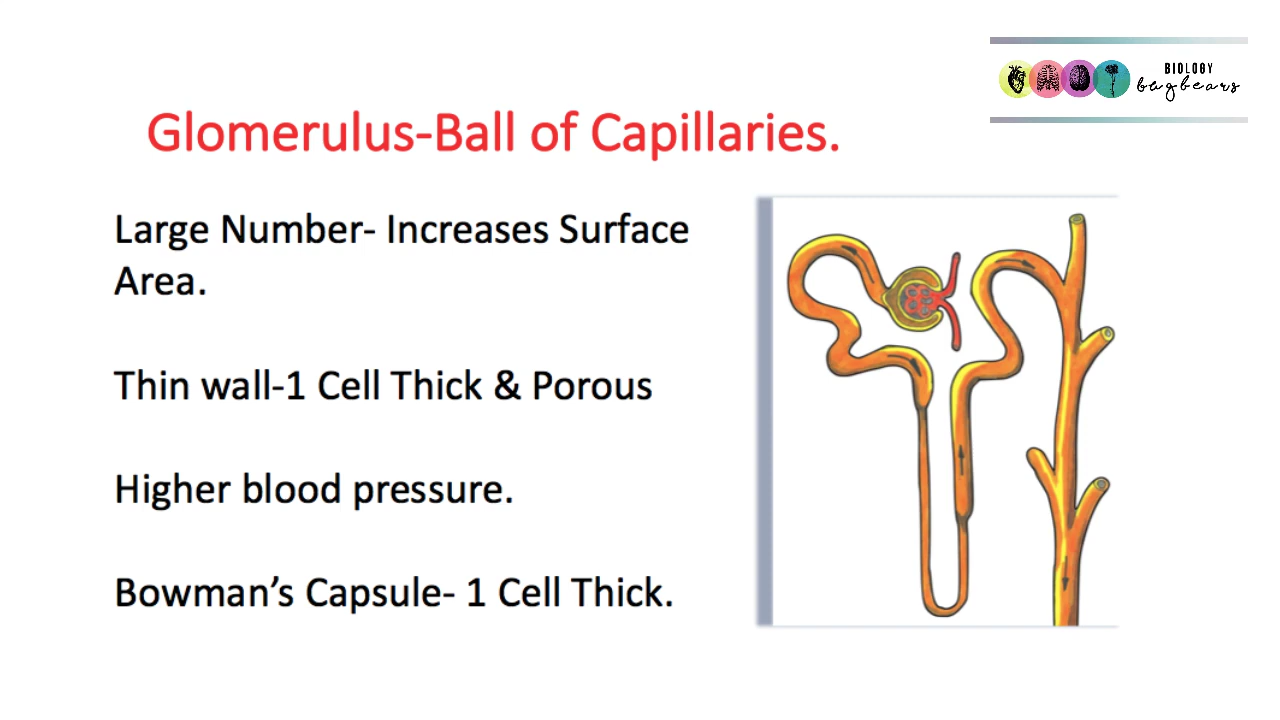 BIOLOGY
bugbears
Glomerulus-Ball of Capillaries.
Large Number- Increases Surface
Area.
Thin wall-1 Cell Thick & Porous
Higher blood pressure.
Bowman’s Capsule- 1 Cell Thick.